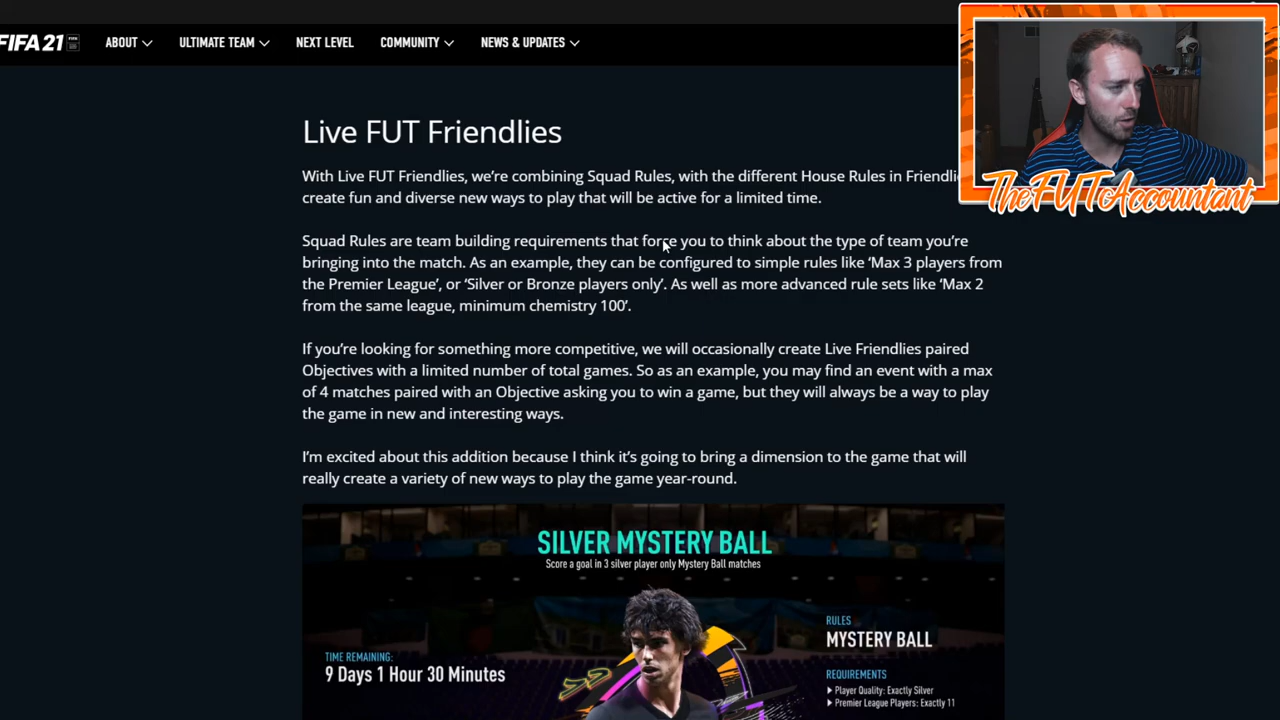 FIFA 21
ABOUT
ULTIMATE TEAM
NEXT LEVEL
COMMUNITY
NEWS & UPDATES
TheFUTAccountant
Live FUT Friendlies
With Live FUT Friendlies, we're combining Squad Rules, with the different House Rules in
create fun and diverse new ways to play that will be active for a limited time.
Squad Rules are team building requirements that force you to think about the type of team you're
bringing into the match. As an example, they can be configured to simple rules like 'Max 3 players from
the Premier League', or 'Silver or Bronze players only'. As well as more advanced rule sets like 'Max 2
from the same league, minimum chemistry 100'.
If you're looking for something more competitive, we will occasionally create Live Friendlies paired
Objectives with a limited number of total games. So as an example, you may find an event with a max
of 4 matches paired with an Objective asking you to win a game, but they will always be a way to play
the game in new and interesting ways.
I'm excited about this addition because I think it's going to bring a dimension to the game that will
really create a variety of new ways to play the game year-round.
SILVER MYSTERY BALL
Score a goal in 3 silver player only Mystery Ball matches
TIME REMAINING:
9 Days 1 Hour 30 Minutes
RULES
MYSTERY BALL
REQUIREMENTS
▶ Player Quality: Exactly Silver
▶ Premier League Players: Exactly 11